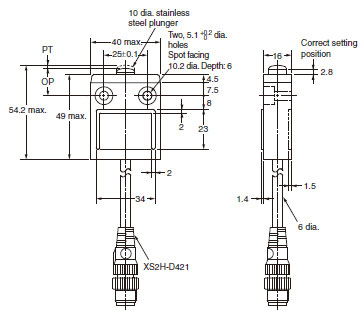 10 dia. stainless
steel plunger
PT
40 max.
25±0.1
Two, 5.1 +0.2 0 dia.
holes
Spot facing
10.2 dia. Depth: 6
OP
54.2 max.
49 max.
4.5
7.5
8
2
23
2
34
XS2H-D421
16
Correct setting
position
2.8
1.5
1.4
6 dia.